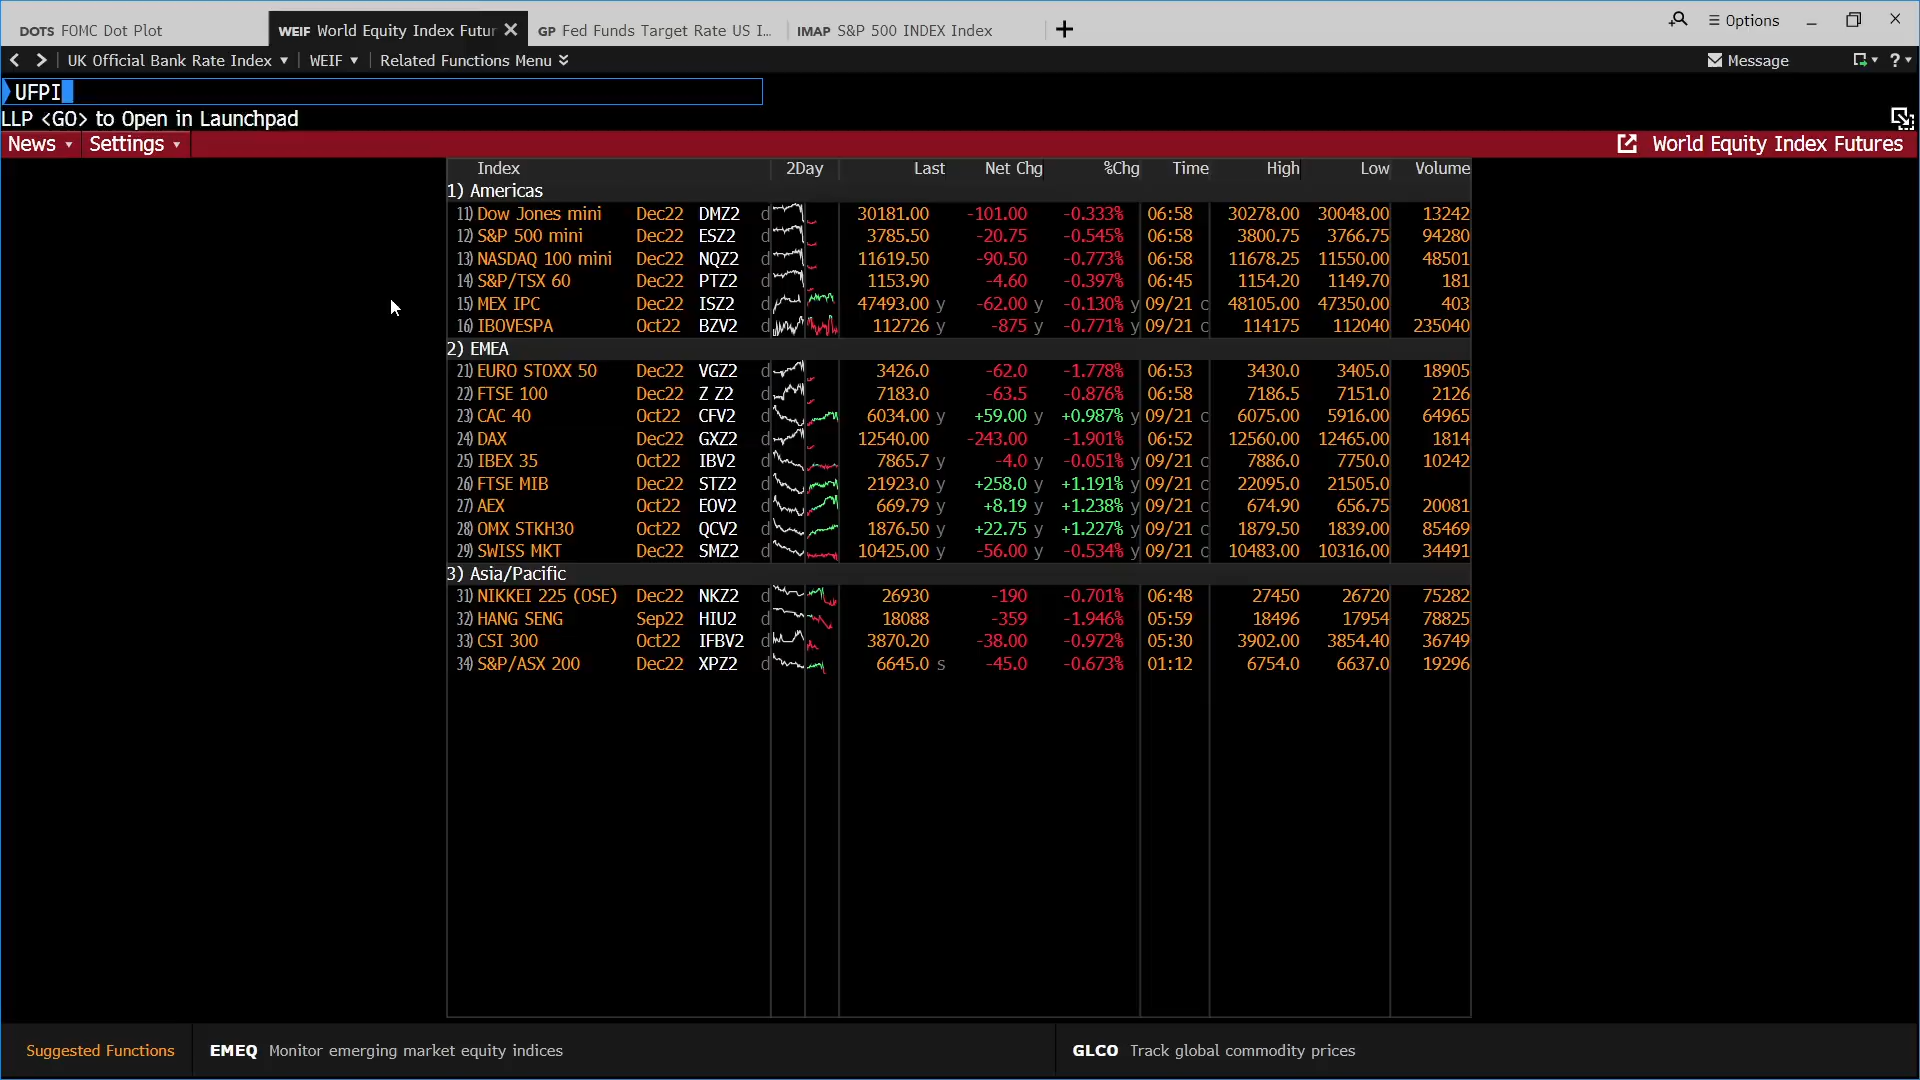 DOTS FOMC Dot Plot WEIF World Equity Index Futur GP Fed Funds Target Rate US I... IMAP S&P 500 INDEX Index Options
UK Official Bank Rate Index WEIF Related Functions Menu Message ?
UFPI
LLP <GO> to Open in Launchpad
News Settings World Equity Index Futures
Index 2Day Last Net Chg %Chg Time High Low Volume
1) Americas
11) Dow Jones mini Dec22 DMZ2 d 30181.00 -101.00 -0.333% 06:58 30278.00 30048.00 13242
12) S&P 500 mini Dec22 ESZ2 d 3785.50 -20.75 -0.545% 06:58 3800.75 3766.75 94280
13) NASDAQ 100 mini Dec22 NQZ2 d 11619.50 -90.50 -0.773% 06:58 11678.25 11550.00 48501
14) S&P/TSX 60 Dec22 PTZ2 d 1153.90 -4.60 -0.397% 06:45 1154.20 1149.70 181
15) MEX IPC Dec22 ISZ2 d 47493.00 y -62.00 y -0.130% y 09/21 c 48105.00 47350.00 403
16) IBOVESPA Oct22 BZV2 d 112726 y -875 y -0.771% y 09/21 c 114175 112040 235040
2) EMEA
21) EURO STOXX 50 Dec22 VGZ2 d 3426.0 -62.0 -1.778% 06:53 3430.0 3405.0 18905
22) FTSE 100 Dec22 Z Z2 d 7183.0 -63.5 -0.876% 06:58 7186.5 7151.0 2126
23) CAC 40 Oct22 CFV2 d 6034.00 y +59.00 y +0.987% y 09/21 c 6075.00 5916.00 64965
24) DAX Dec22 GXZ2 d 12540.00 -243.00 -1.901% 06:52 12560.00 12465.00 1814
25) IBEX 35 Oct22 IBV2 d 7865.7 y -4.0 y -0.051% y 09/21 c 7886.0 7750.0 10242
26) FTSE MIB Dec22 STZ2 d 21923.0 y +258.0 y +1.191% y 09/21 c 22095.0 21505.0
27) AEX Oct22 EOV2 d 669.79 y +8.19 y +1.238% y 09/21 c 674.90 656.75 20081
28) OMX STKH30 Oct22 QCV2 d 1876.50 y +22.75 y +1.227% y 09/21 c 1879.50 1839.00 85469
29) SWISS MKT Dec22 SMZ2 d 10425.00 y -56.00 y -0.534% y 09/21 c 10483.00 10316.00 34491
3) Asia/Pacific
31) NIKKEI 225 (OSE) Dec22 NKZ2 d 26930 -190 -0.701% 06:48 27450 26720 75282
32) HANG SENG Sep22 HIU2 d 18088 -359 -1.946% 05:59 18496 17954 78825
33) CSI 300 Oct22 IFBV2 d 3870.20 -38.00 -0.972% 05:30 3902.00 3854.40 36749
34) S&P/ASX 200 Dec22 XPZ2 d 6645.0 s -45.0 -0.673% 01:12 6754.0 6637.0 19296
Suggested Functions EMEQ Monitor emerging market equity indices GLCO Track global commodity prices